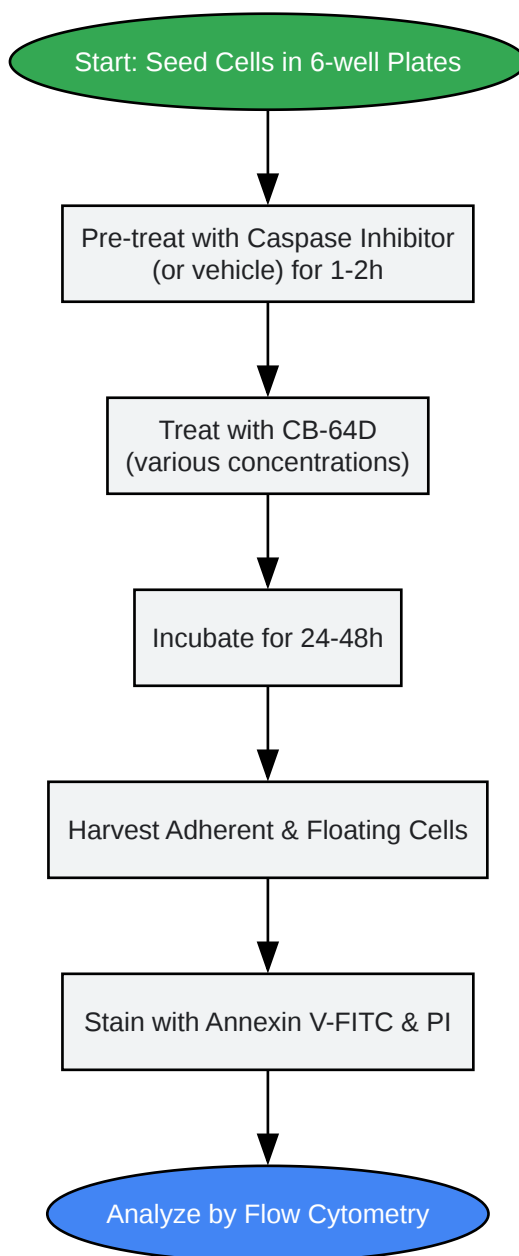 Start: Seed Cells in 6-well Plates
Pre-treat with Caspase Inhibitor
(or vehicle) for 1-2h
Treat with CB-64D
(various concentrations)
Incubate for 24-48h
Harvest Adherent & Floating Cells
Stain with Annexin V-FITC & PI
Analyze by Flow Cytometry